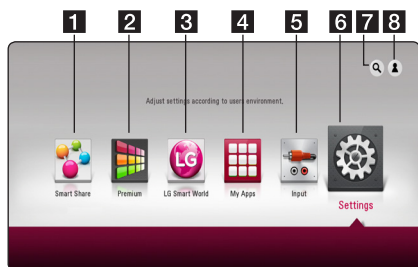 1 2 3 4 5 6 7 8
Adjust settings according to users environment.
LG
Smart Share Premium LG Smart World My Apps Input
Settings